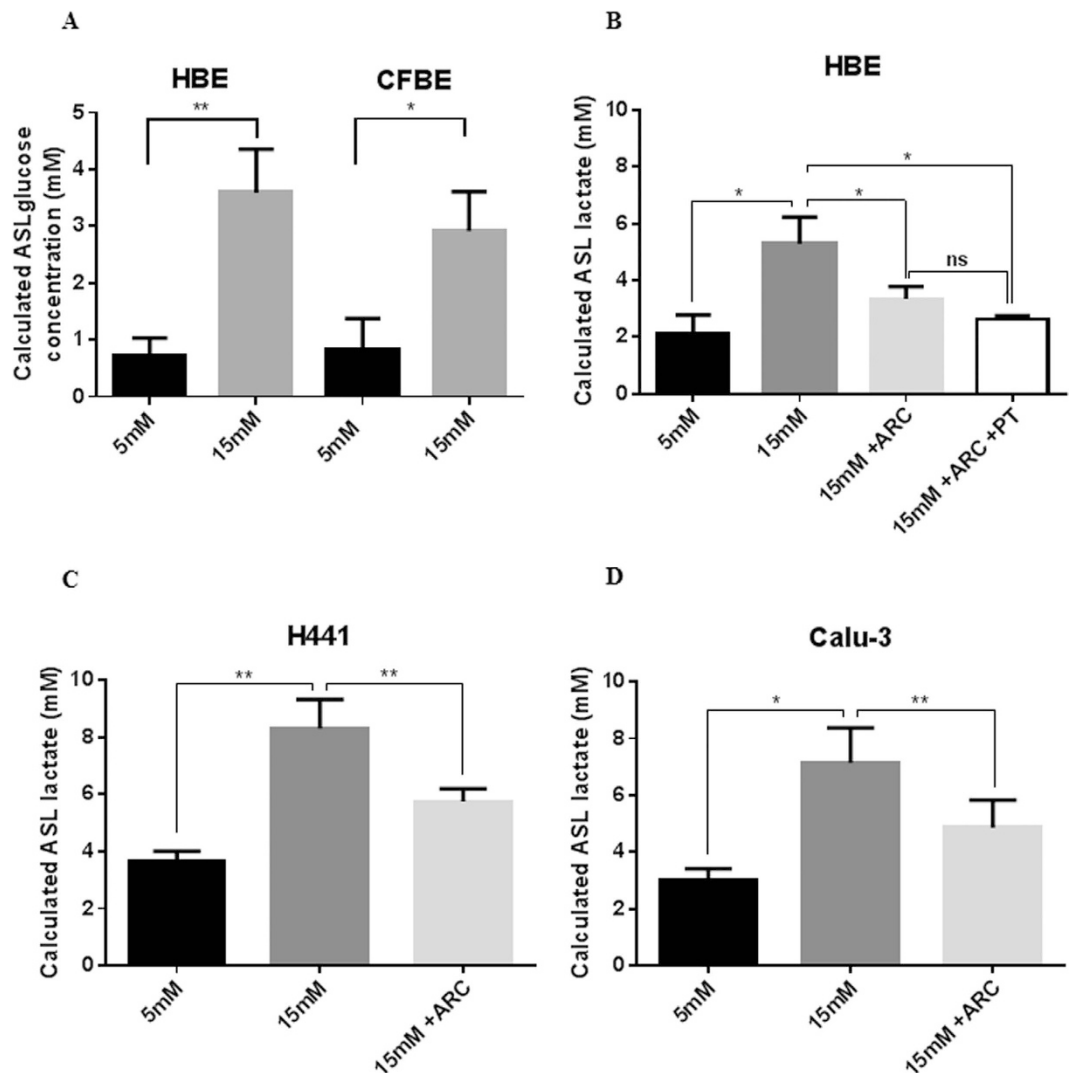 A
HBE
CFBE
**
*
Calculated ASL glucose
concentration (mM)
5
4
3
2
1
0
5mM
15mM
5mM
15mM
B
HBE
Calculated ASL lactate (mM)
10
8
6
4
2
0
*
*
*
ns
5mM
15mM
15mM +ARC
15mM +ARC +PT
C
H441
Calculated ASL lactate (mM)
10
8
6
4
2
0
**
**
5mM
15mM
15mM +ARC
D
Calu-3
Calculated ASL lactate (mM)
10
8
6
4
2
0
*
**
5mM
15mM
15mM +ARC